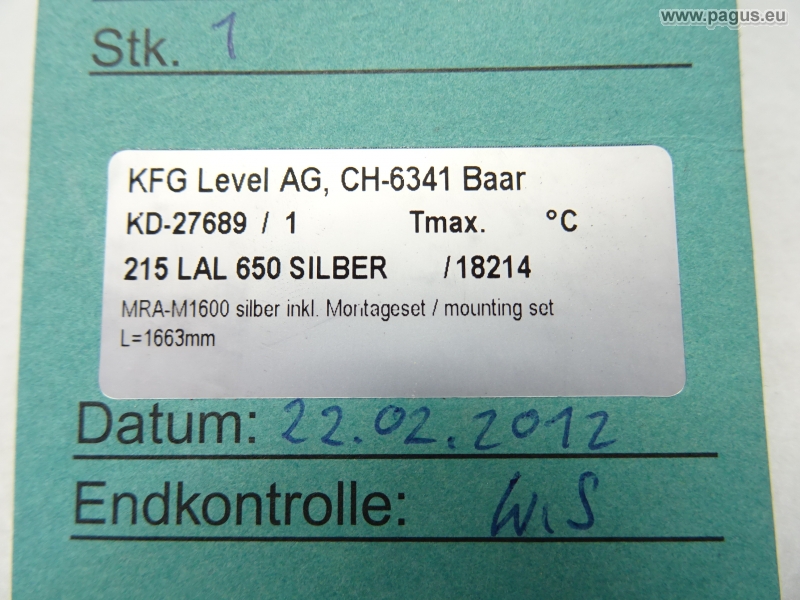 www.pagus.eu
Stk. 1
KFG Level AG, CH-6341 Baar
KD-27689 / 1 Tmax. °C
215 LAL 650 SILBER /18214
MRA-M1600 silber inkl. Montageset / mounting set
L=1663mm
Datum: 22.02.2012
Endkontrolle: